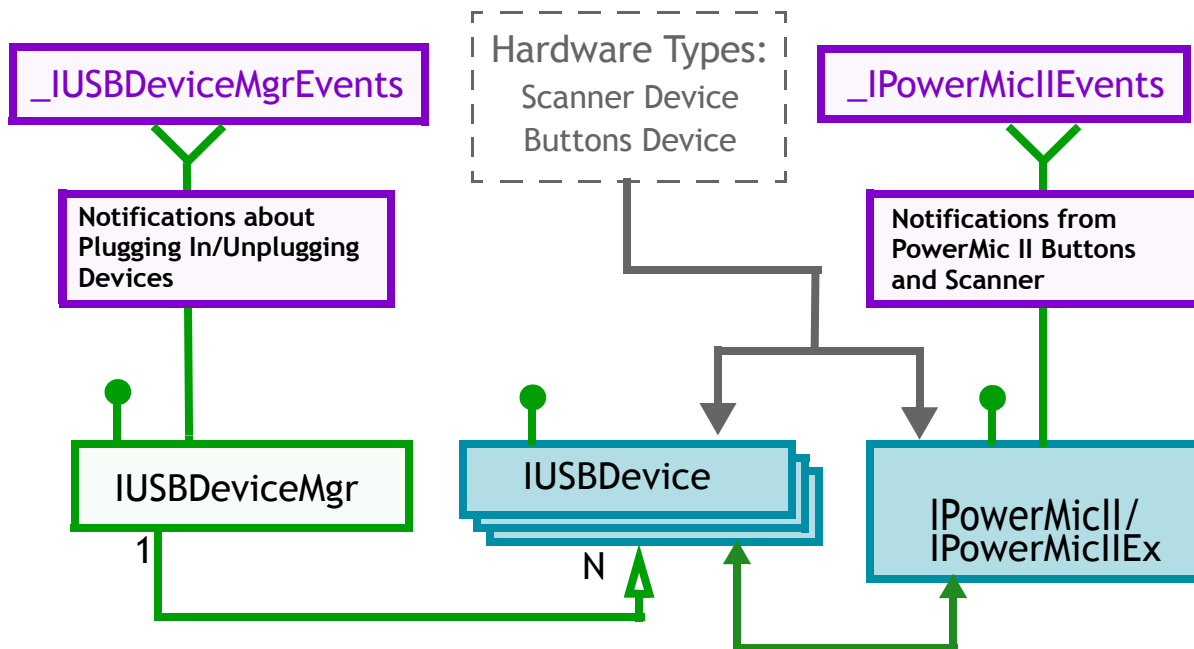 _IUSBDeviceMgrEvents
Hardware Types:
Scanner Device
Buttons Device
_IPowerMicIIEvents
Notifications about
Plugging In/Unplugging
Devices
Notifications from
PowerMic II Buttons
and Scanner
IUSBDeviceMgr
IUSBDevice
IPowerMicII/
IPowerMicIIEx
1
N